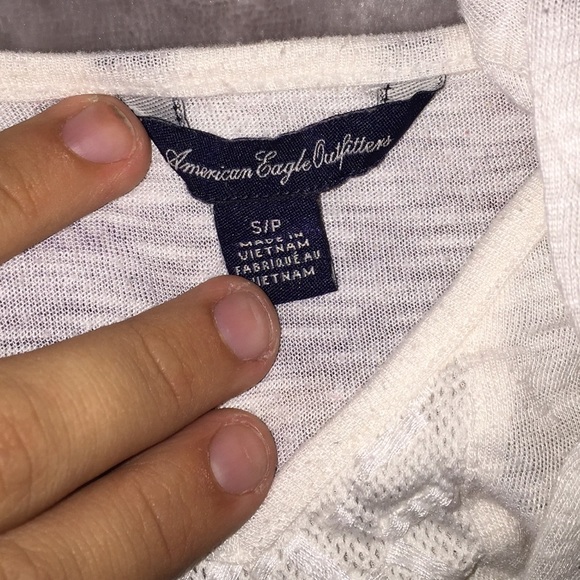 American Eagle Outfitters
S/P
MADE IN
VIETNAM
FABRIQUÉ AU
VIETNAM